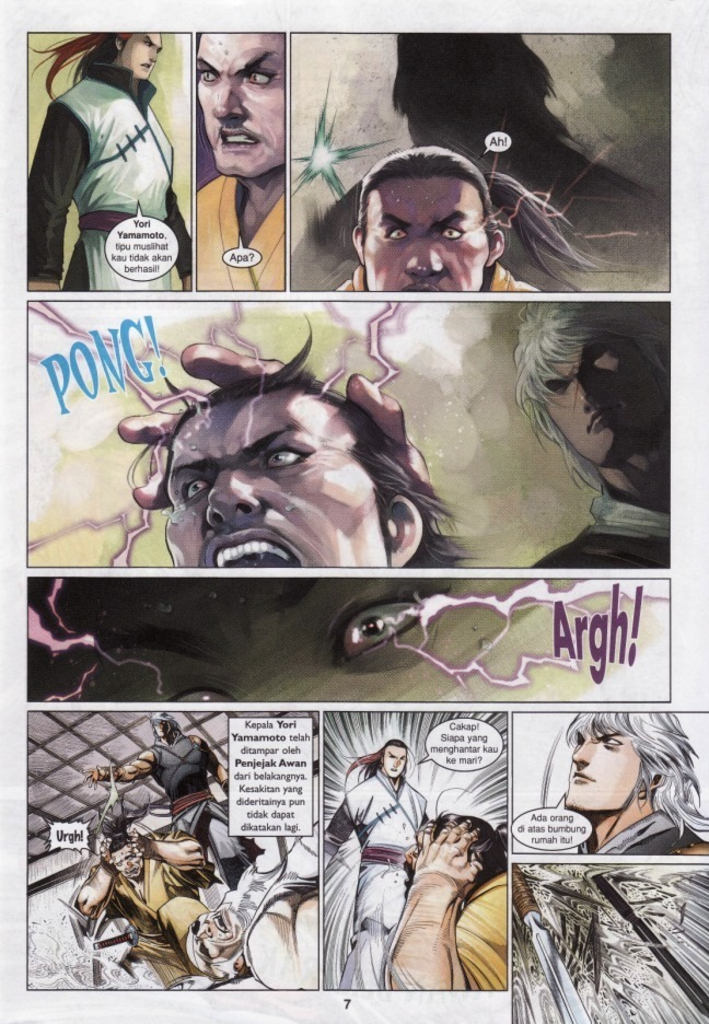 Yori
Yamamoto,
tipu muslihat
kau tidak akan
berhasil!
Apa?
Ah!
PONG!
Argh!
Kepala Yori
Yamamoto telah
ditampar oleh
Penjejak Awan
dari belakangnya.
Kesakitan yang
dideritainya pun
tidak dapat
dikatakan lagi.
Urgh!
Cakap!
Siapa yang
menghantar kau
ke mari?
Ada orang
di atas bumbung
rumah itu!
7